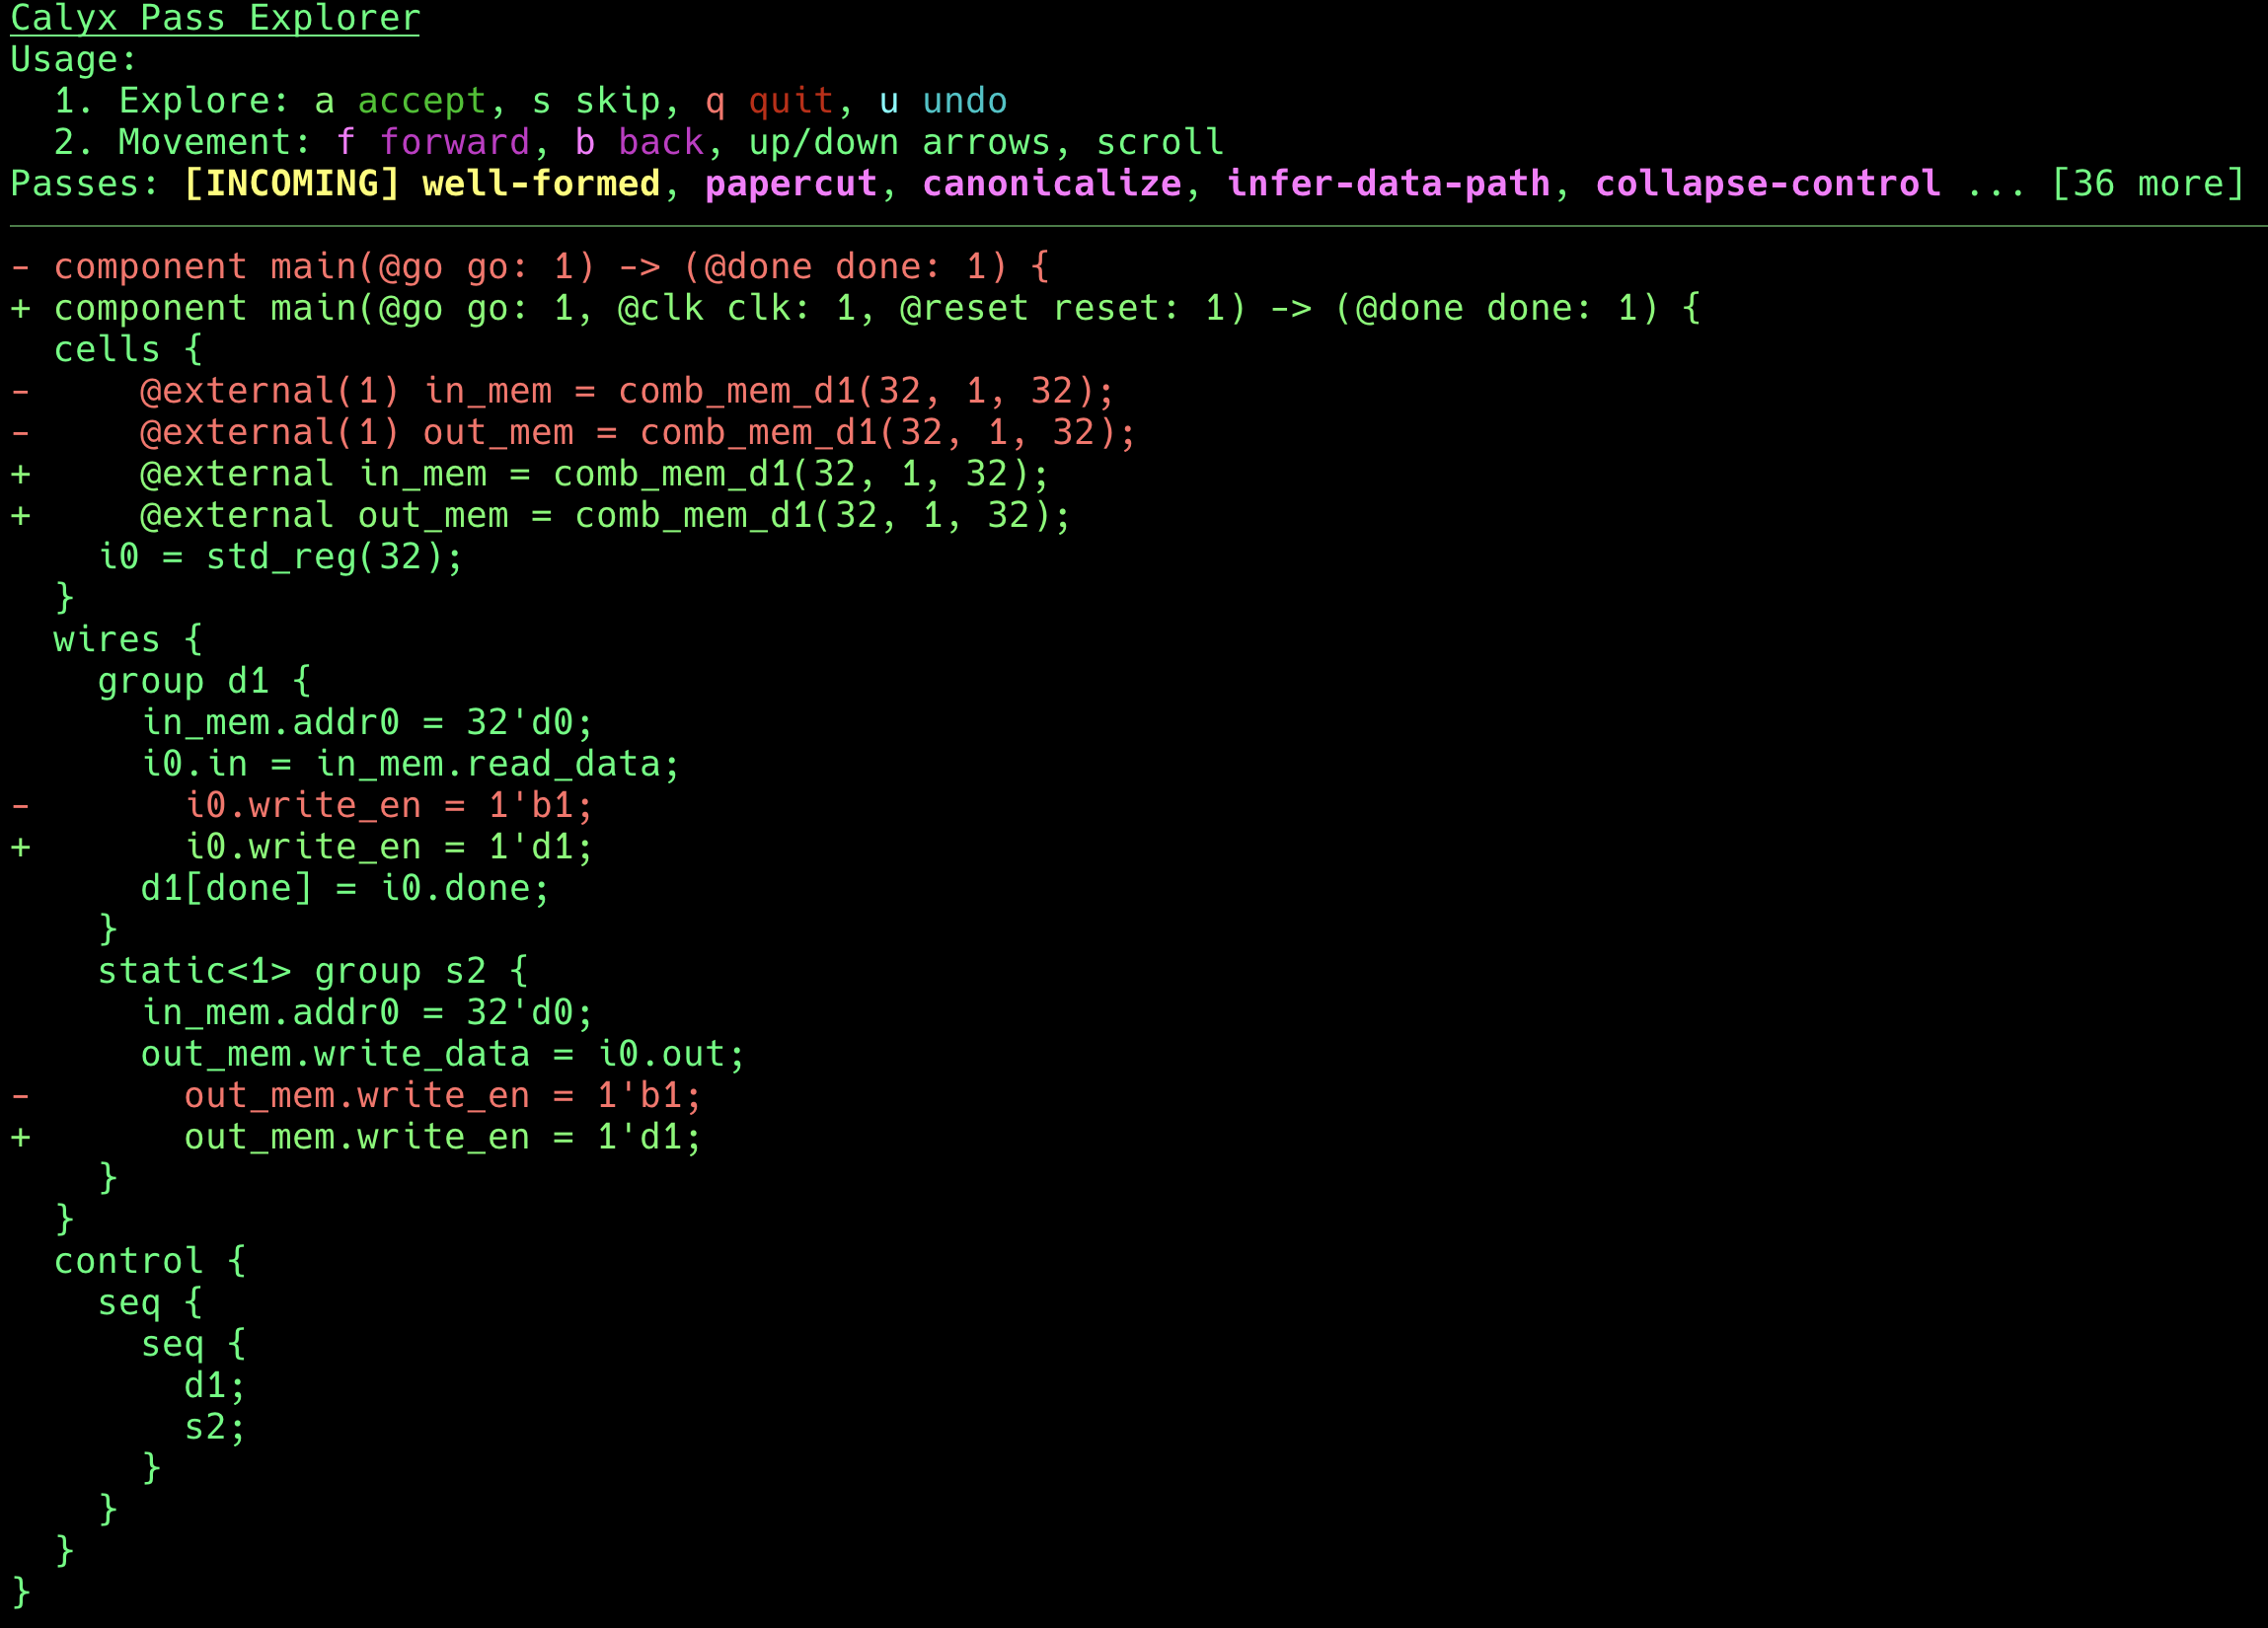 Calyx Pass Explorer
Usage:
  1. Explore: a accept, s skip, q quit, u undo
  2. Movement: f forward, b back, up/down arrows, scroll
Passes: [INCOMING] well-formed, papercut, canonicalize, infer-data-path, collapse-control ... [36 more]
- component main(@go go: 1) -> (@done done: 1) {
+ component main(@go go: 1, @clk clk: 1, @reset reset: 1) -> (@done done: 1) {
  cells {
-     @external(1) in_mem = comb_mem_d1(32, 1, 32);
-     @external(1) out_mem = comb_mem_d1(32, 1, 32);
+     @external in_mem = comb_mem_d1(32, 1, 32);
+     @external out_mem = comb_mem_d1(32, 1, 32);
    i0 = std_reg(32);
  }
  wires {
    group d1 {
      in_mem.addr0 = 32'd0;
      i0.in = in_mem.read_data;
-       i0.write_en = 1'b1;
+       i0.write_en = 1'd1;
      d1[done] = i0.done;
    }
    static<1> group s2 {
      in_mem.addr0 = 32'd0;
      out_mem.write_data = i0.out;
-       out_mem.write_en = 1'b1;
+       out_mem.write_en = 1'd1;
    }
  }
  control {
    seq {
      seq {
        d1;
        s2;
      }
    }
  }
}